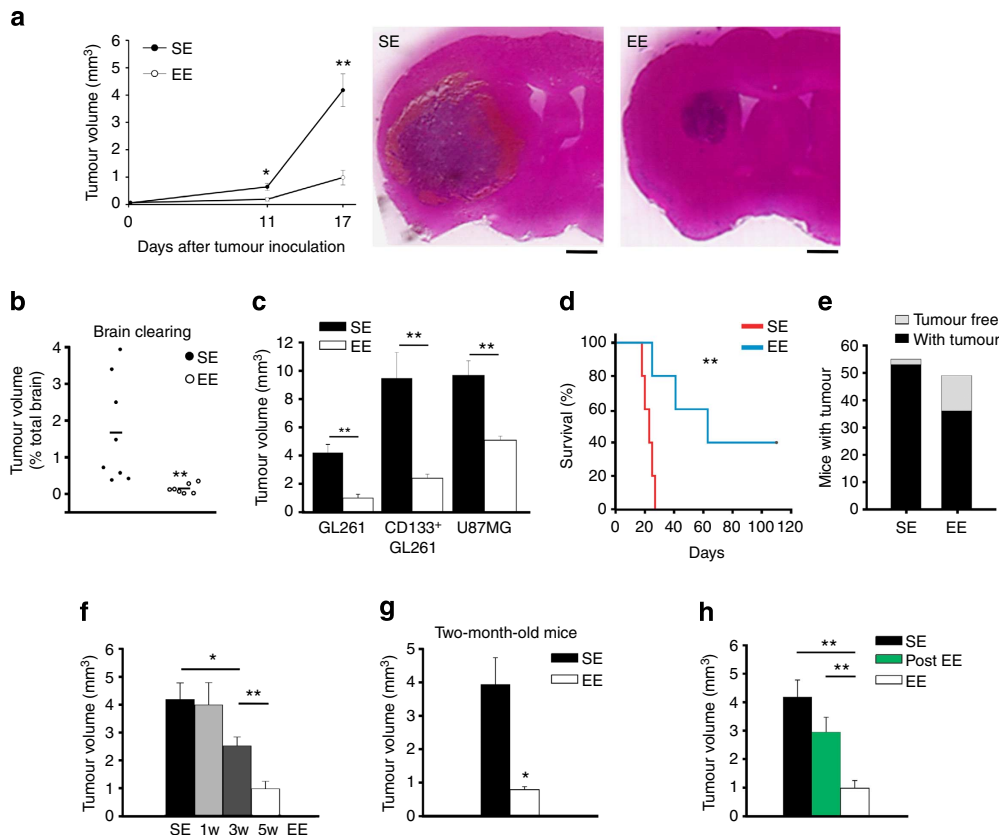 a
Tumour volume (mm³)
6
5
4
3
2
1
0
SE
EE
*
**
0 11 17
Days after tumour inoculation
SE
EE
b
Brain clearing
Tumour volume
(% total brain)
4
3
2
1
0
SE
EE
**
c
SE
EE
Tumour volume (mm³)
12
10
8
6
4
2
0
**
**
**
GL261 CD133⁺ U87MG
GL261
d
SE
EE
**
Survival (%)
100
80
60
40
20
0
0 20 40 60 80 100 120
Days
e
Tumour free
With tumour
Mice with tumour
60
50
40
30
20
10
0
SE EE
f
Tumour volume (mm³)
6
5
4
3
2
1
0
*
**
SE 1w 3w 5w EE
g
Two-month-old mice
Tumour volume (mm³)
5
4
3
2
1
0
SE
EE
*
h
Tumour volume (mm³)
6
5
4
3
2
1
0
**
**
SE
Post EE
EE